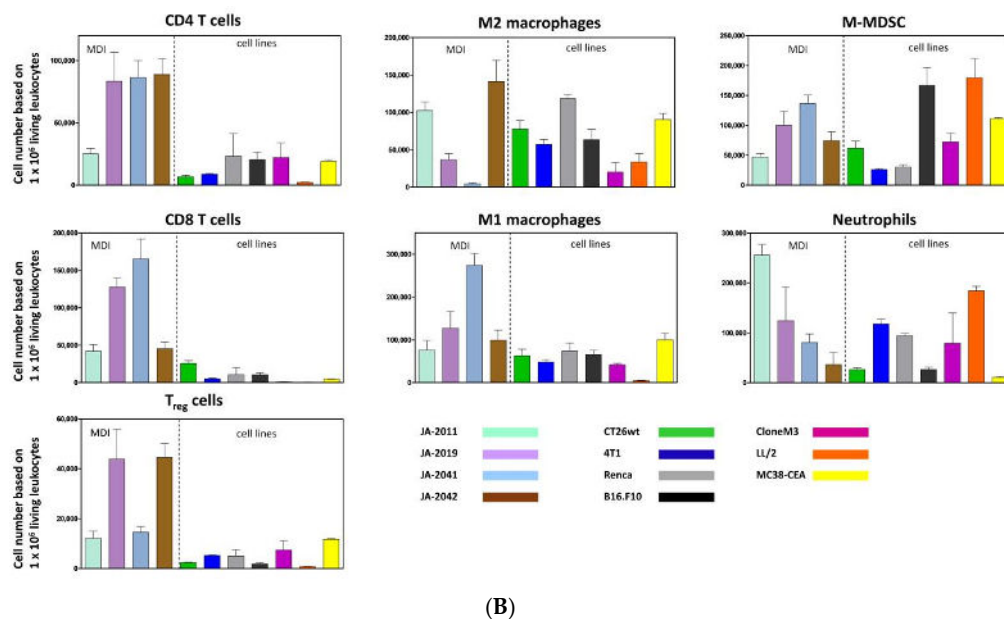 CD4 T cells
MDI
cell lines
100,000
50,000
0
Cell number based on
1 x 10⁶ living leukocytes
M2 macrophages
MDI
cell lines
200,000
150,000
100,000
50,000
0
M-MDSC
MDI
cell lines
250,000
200,000
150,000
100,000
50,000
0
CD8 T cells
MDI
cell lines
200,000
150,000
100,000
50,000
0
Cell number based on
1 x 10⁶ living leukocytes
M1 macrophages
MDI
cell lines
300,000
200,000
100,000
0
Neutrophils
MDI
cell lines
300,000
200,000
100,000
0
Treg cells
MDI
cell lines
60,000
40,000
20,000
0
Cell number based on
1 x 10⁶ living leukocytes
JA-2011
JA-2019
JA-2041
JA-2042
CT26wt
4T1
Renca
B16.F10
CloneM3
LL/2
MC38-CEA
(B)